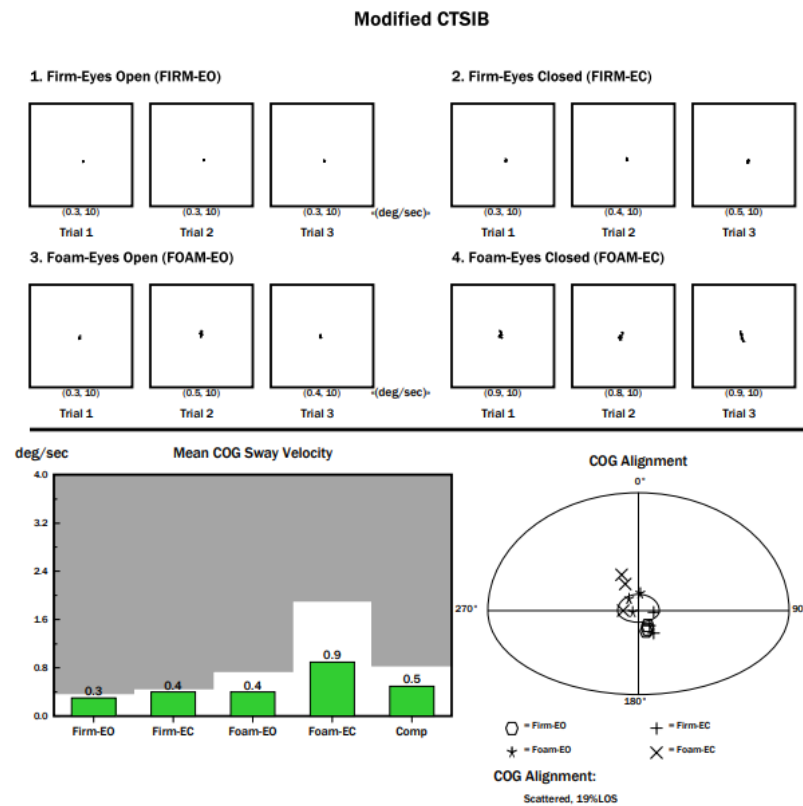 Modified CTSIB
1. Firm-Eyes Open (FIRM-EO)
2. Firm-Eyes Closed (FIRM-EC)
(0.3, 10) (0.3, 10) (0.3, 10) «(deg/sec)» (0.3, 10) (0.4, 10) (0.5, 10)
Trial 1 Trial 2 Trial 3 Trial 1 Trial 2 Trial 3
3. Foam-Eyes Open (FOAM-EO)
4. Foam-Eyes Closed (FOAM-EC)
(0.3, 10) (0.5, 10) (0.4, 10) «(deg/sec)» (0.9, 10) (0.8, 10) (0.9, 10)
Trial 1 Trial 2 Trial 3 Trial 1 Trial 2 Trial 3
deg/sec
Mean COG Sway Velocity
4.0
3.2
2.4
1.6
0.8
0.0
0.3 0.4 0.4 0.9 0.5
Firm-EO Firm-EC Foam-EO Foam-EC Comp
COG Alignment
0°
270°
90
180°
= Firm-EO = Firm-EC
= Foam-EO = Foam-EC
COG Alignment:
Scattered, 19%LOS